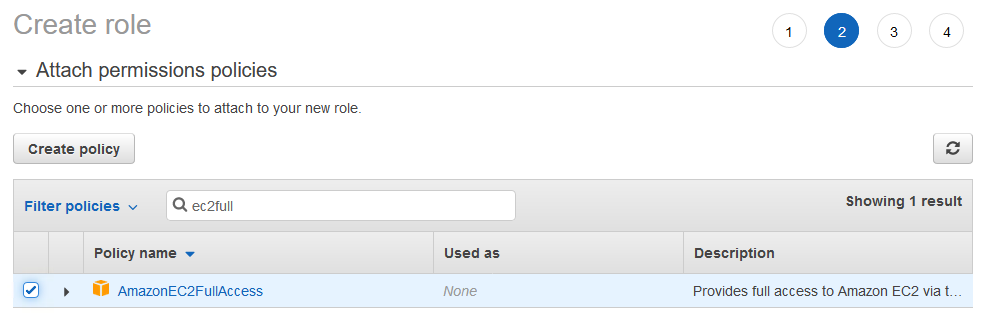 Create role
1 2 3 4
Attach permissions policies
Choose one or more policies to attach to your new role.
Create policy
Filter policies ec2full Showing 1 result
Policy name Used as Description
AmazonEC2FullAccess None Provides full access to Amazon EC2 via t…